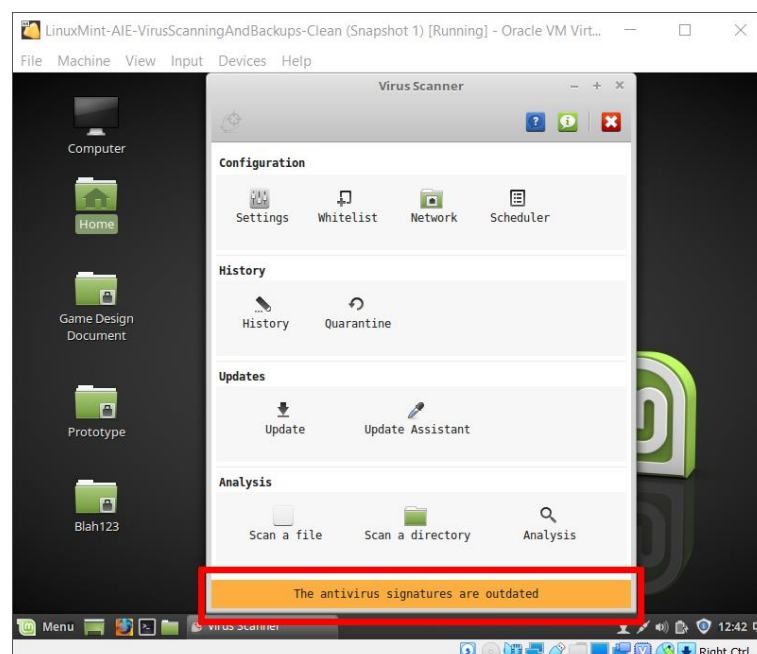 LinuxMint-AIE-VirusScanningAndBackups-Clean (Snapshot 1) [Running] - Oracle VM Virt...
File Machine View Input Devices Help
Virus Scanner
Computer
Configuration
Settings Whitelist Network Scheduler
Home
History
History Quarantine
Game Design
Document
Updates
Update Update Assistant
Prototype
Analysis
Scan a file Scan a directory Analysis
Blah123
The antivirus signatures are outdated
Menu Virus Scanner 12:42
Right Ctrl